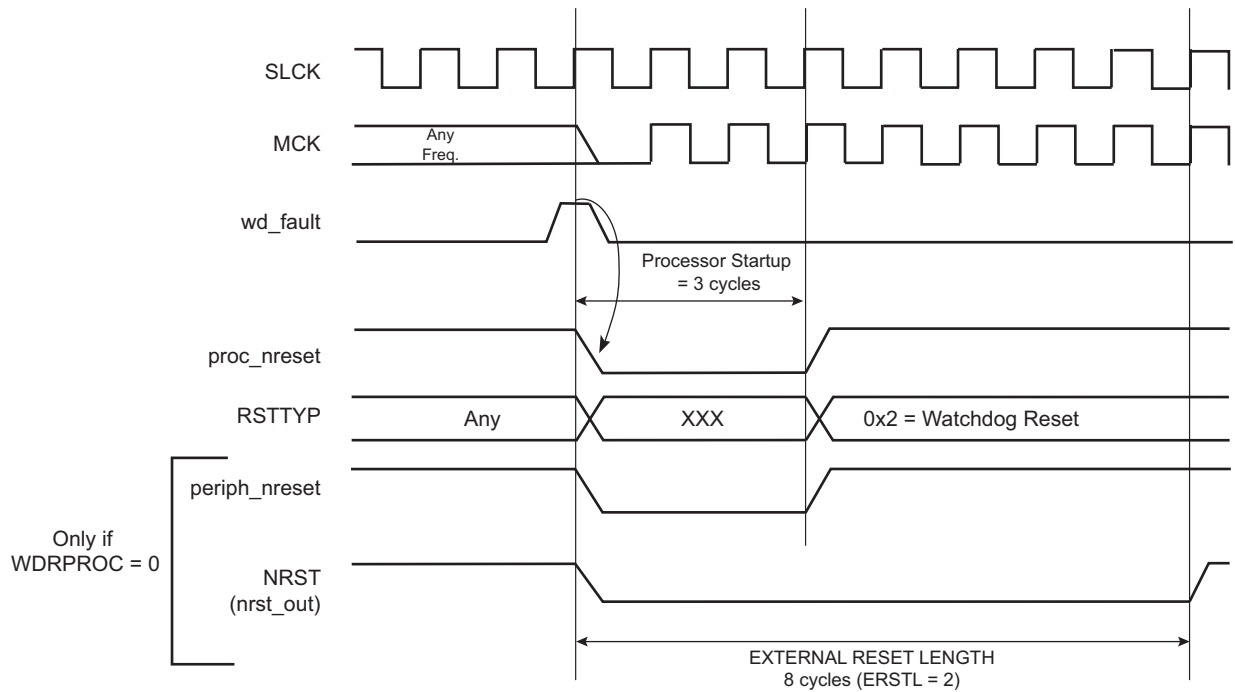 SLCK
MCK
Any
Freq.
wd_fault
Processor Startup
= 3 cycles
proc_nreset
RSTTYP
Any
XXX
0x2 = Watchdog Reset
periph_nreset
Only if
WDRPROC = 0
NRST
(nrst_out)
EXTERNAL RESET LENGTH
8 cycles (ERSTL = 2)